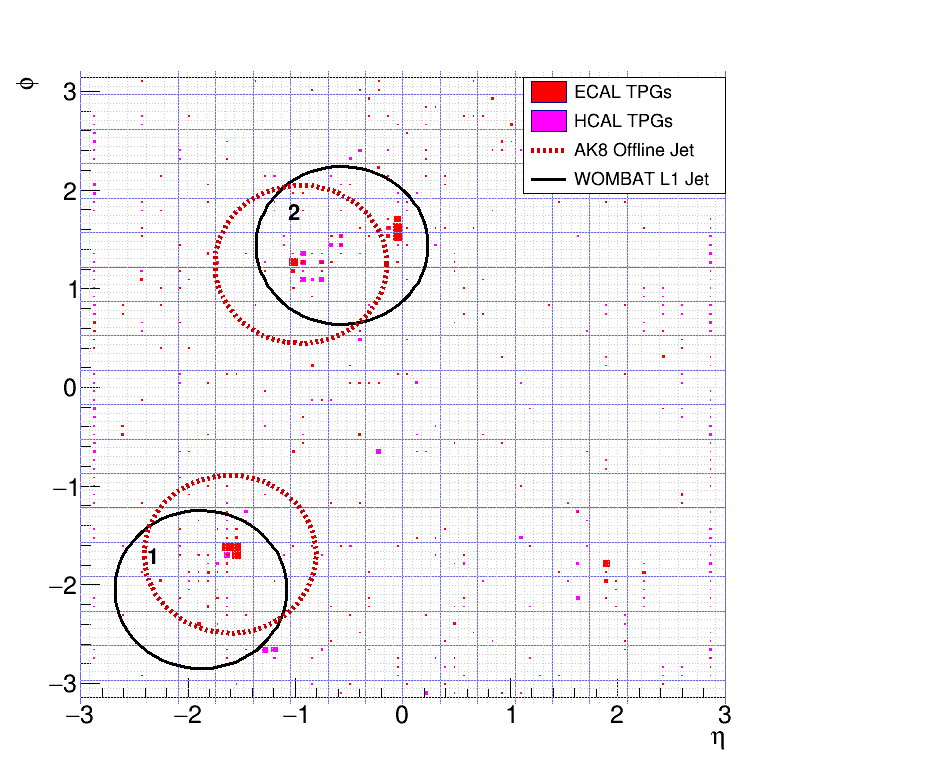 ϕ
3
2
1
0
−1
−2
−3
ECAL TPGs
HCAL TPGs
AK8 Offline Jet
WOMBAT L1 Jet
2
1
−3 −2 −1 0 1 2 3
η